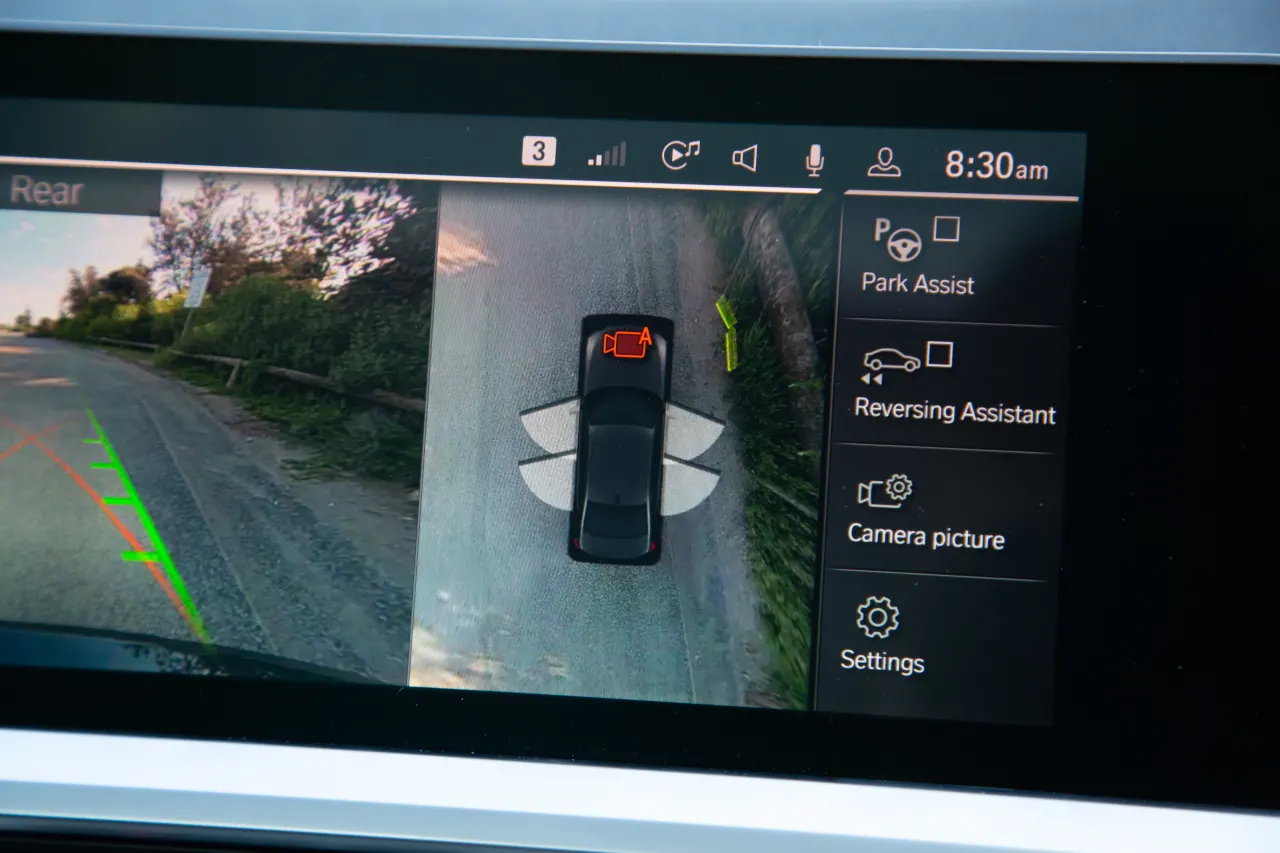 3
8:30am
Rear
A
P
Park Assist
Reversing Assistant
Camera picture
Settings